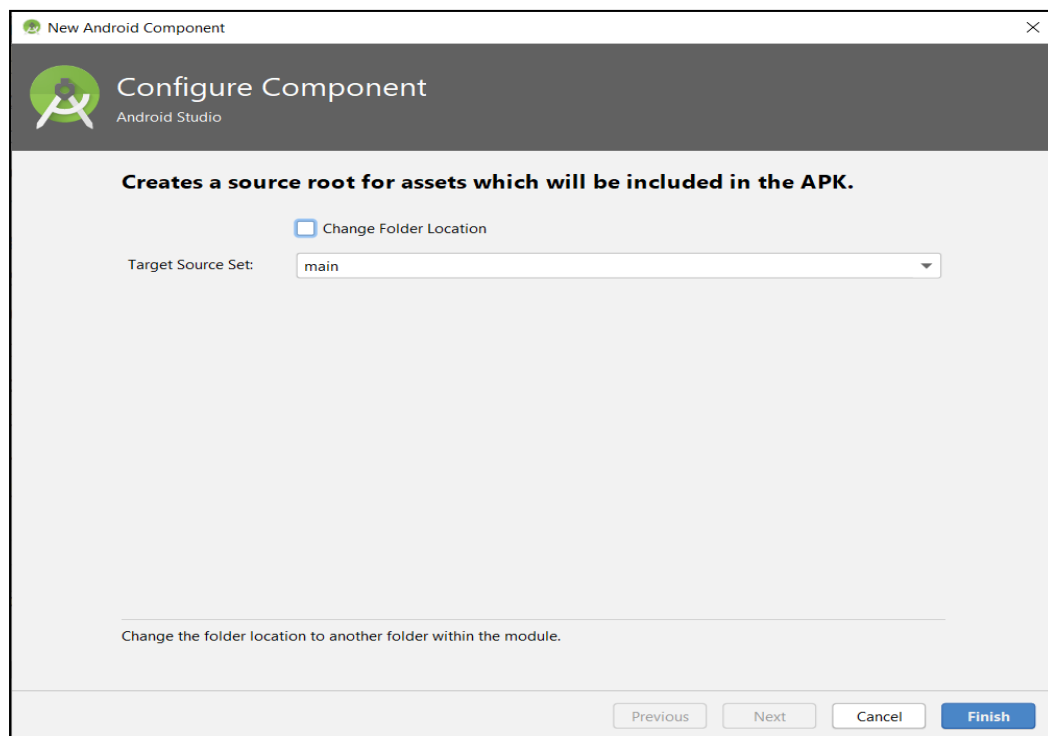 New Android Component
Configure Component
Android Studio
Creates a source root for assets which will be included in the APK.
Change Folder Location
Target Source Set: main
Change the folder location to another folder within the module.
Previous Next Cancel Finish